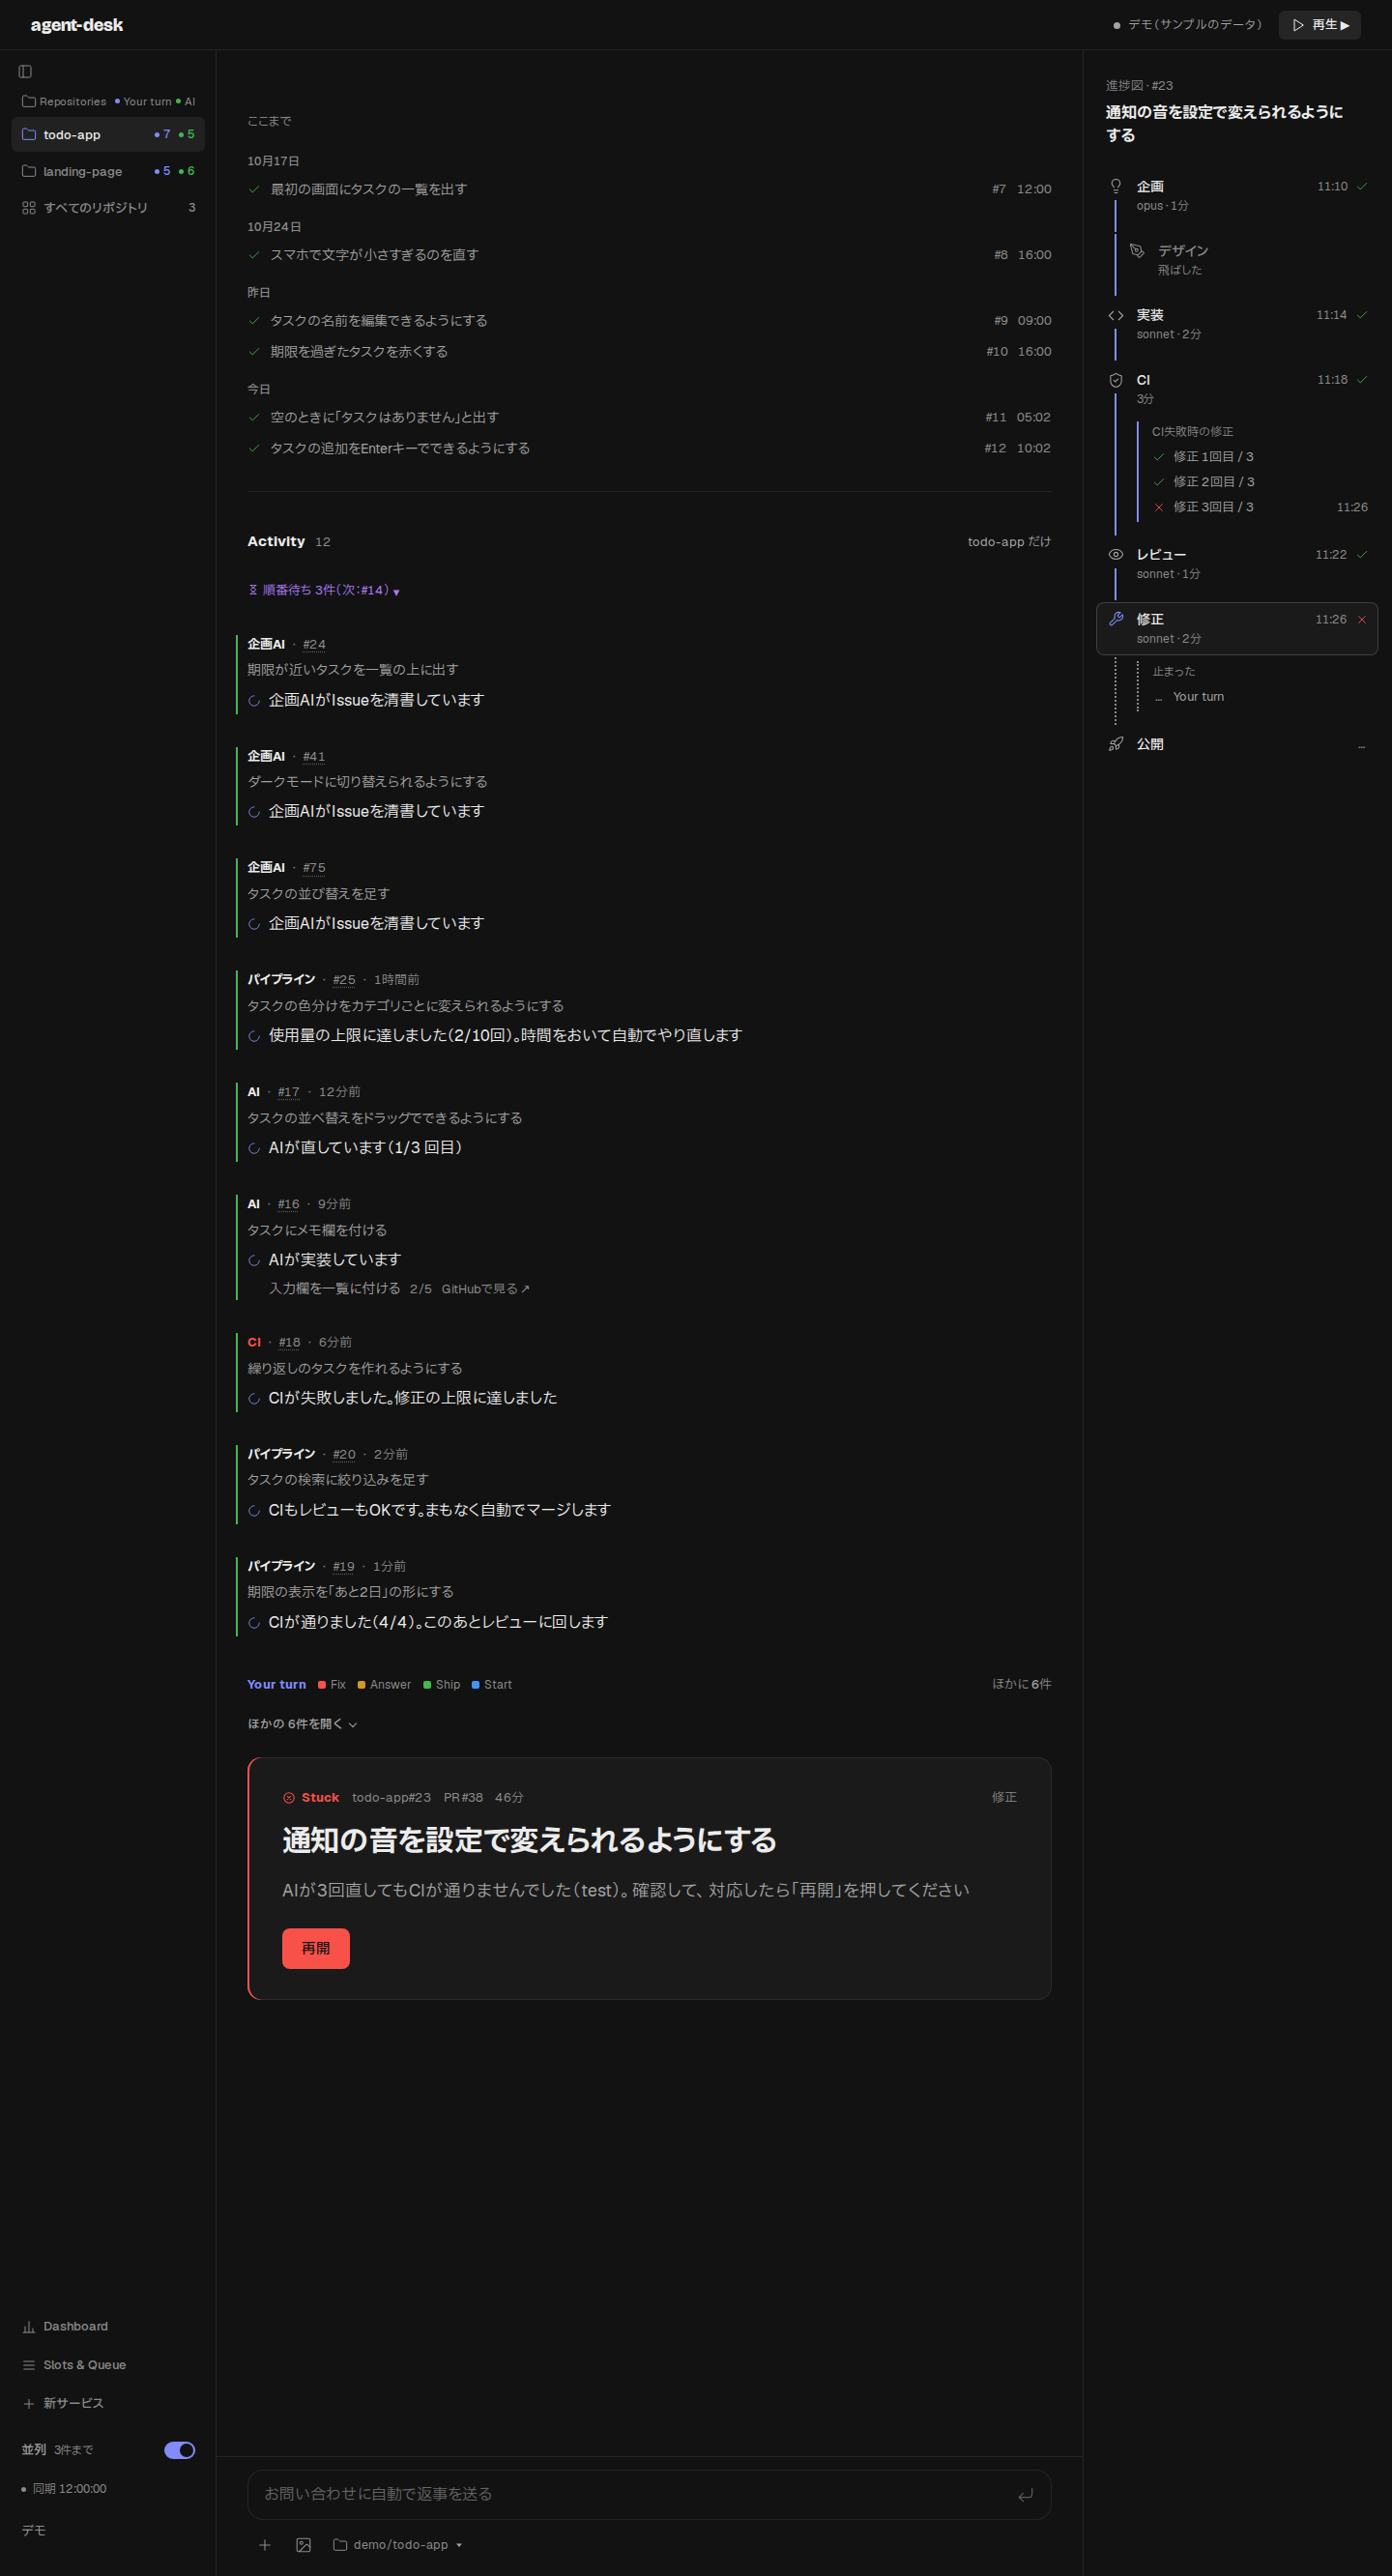 agent-desk
デモ（サンプルのデータ）
再生 ▶
Repositories Your turn AI
todo-app 7 5
landing-page 5 6
すべてのリポジトリ 3
ここまで
10月17日
最初の画面にタスクの一覧を出す #7 12:00
10月24日
スマホで文字が小さすぎるのを直す #8 16:00
昨日
タスクの名前を編集できるようにする #9 09:00
期限を過ぎたタスクを赤くする #10 16:00
今日
空のときに「タスクはありません」と出す #11 05:02
タスクの追加をEnterキーでできるようにする #12 10:02
Activity 12 todo-app だけ
順番待ち 3件（次：#14） ▼
企画AI · #24
期限が近いタスクを一覧の上に出す
企画AIがIssueを清書しています
企画AI · #41
ダークモードに切り替えられるようにする
企画AIがIssueを清書しています
企画AI · #75
タスクの並び替えを足す
企画AIがIssueを清書しています
パイプライン · #25 · 1時間前
タスクの色分けをカテゴリごとに変えられるようにする
使用量の上限に達しました（2/10回）。時間をおいて自動でやり直します
AI · #17 · 12分前
タスクの並べ替えをドラッグでできるようにする
AIが直しています（1/3 回目）
AI · #16 · 9分前
タスクにメモ欄を付ける
AIが実装しています
入力欄を一覧に付ける 2/5 GitHubで見る ↗
CI · #18 · 6分前
繰り返しのタスクを作れるようにする
CIが失敗しました。修正の上限に達しました
パイプライン · #20 · 2分前
タスクの検索に絞り込みを足す
CIもレビューもOKです。まもなく自動でマージします
パイプライン · #19 · 1分前
期限の表示を「あと2日」の形にする
CIが通りました（4/4）。このあとレビューに回します
Your turn Fix Answer Ship Start ほかに 6件
ほかの 6件を開く
Stuck todo-app#23 PR #38 46分 修正
通知の音を設定で変えられるようにする
AIが3回直してもCIが通りませんでした（test）。確認して、対応したら「再開」を押してください
再開
お問い合わせに自動で返事を送る
demo/todo-app
Dashboard
Slots & Queue
新サービス
並列 3件まで
同期 12:00:00
デモ
進捗図 · #23
通知の音を設定で変えられるように
する
企画 11:10
opus · 1分
デザイン
飛ばした
実装 11:14
sonnet · 2分
CI 11:18
3分
CI失敗時の修正
修正 1回目 / 3
修正 2回目 / 3
修正 3回目 / 3 11:26
レビュー 11:22
sonnet · 1分
修正 11:26
sonnet · 2分
止まった
… Your turn
公開 …